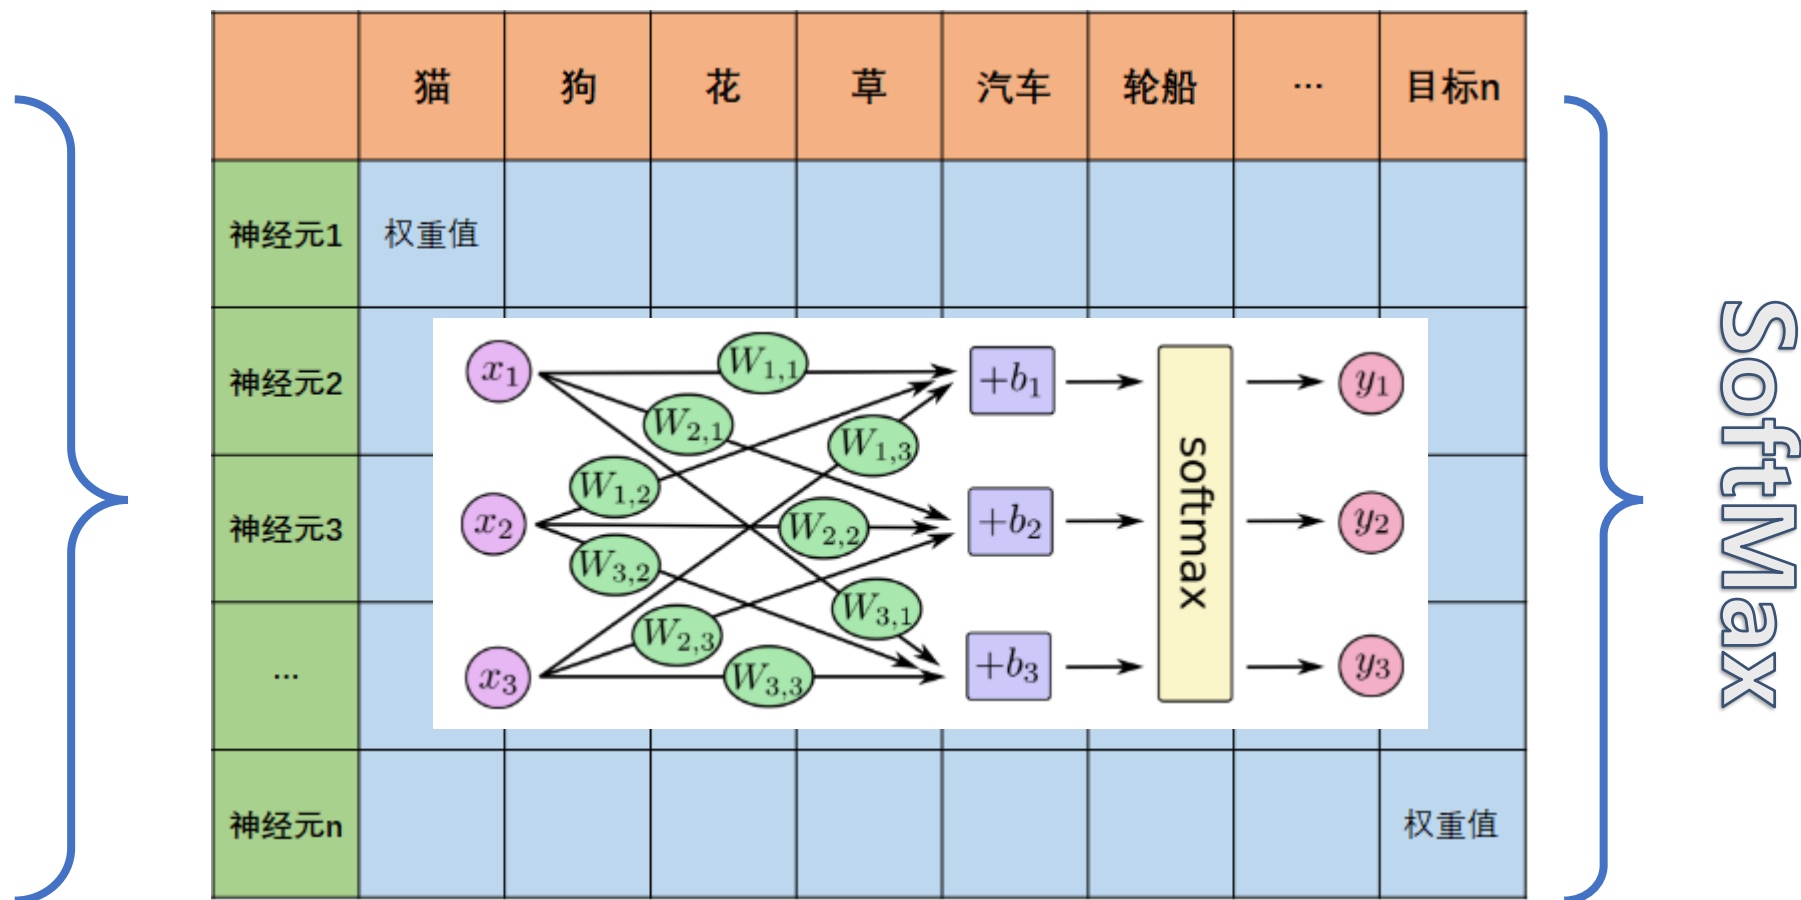 猫 狗 花 草 汽车 轮船 ... 目标n
神经元1 权重值
神经元2
神经元3
...
神经元n 权重值
x1 W1,1 +b1 y1
W2,1 W1,3
W1,2
x2 W2,2 +b2 softmax y2
W3,2
W3,1
W2,3
x3 W3,3 +b3 y3
SoftMax